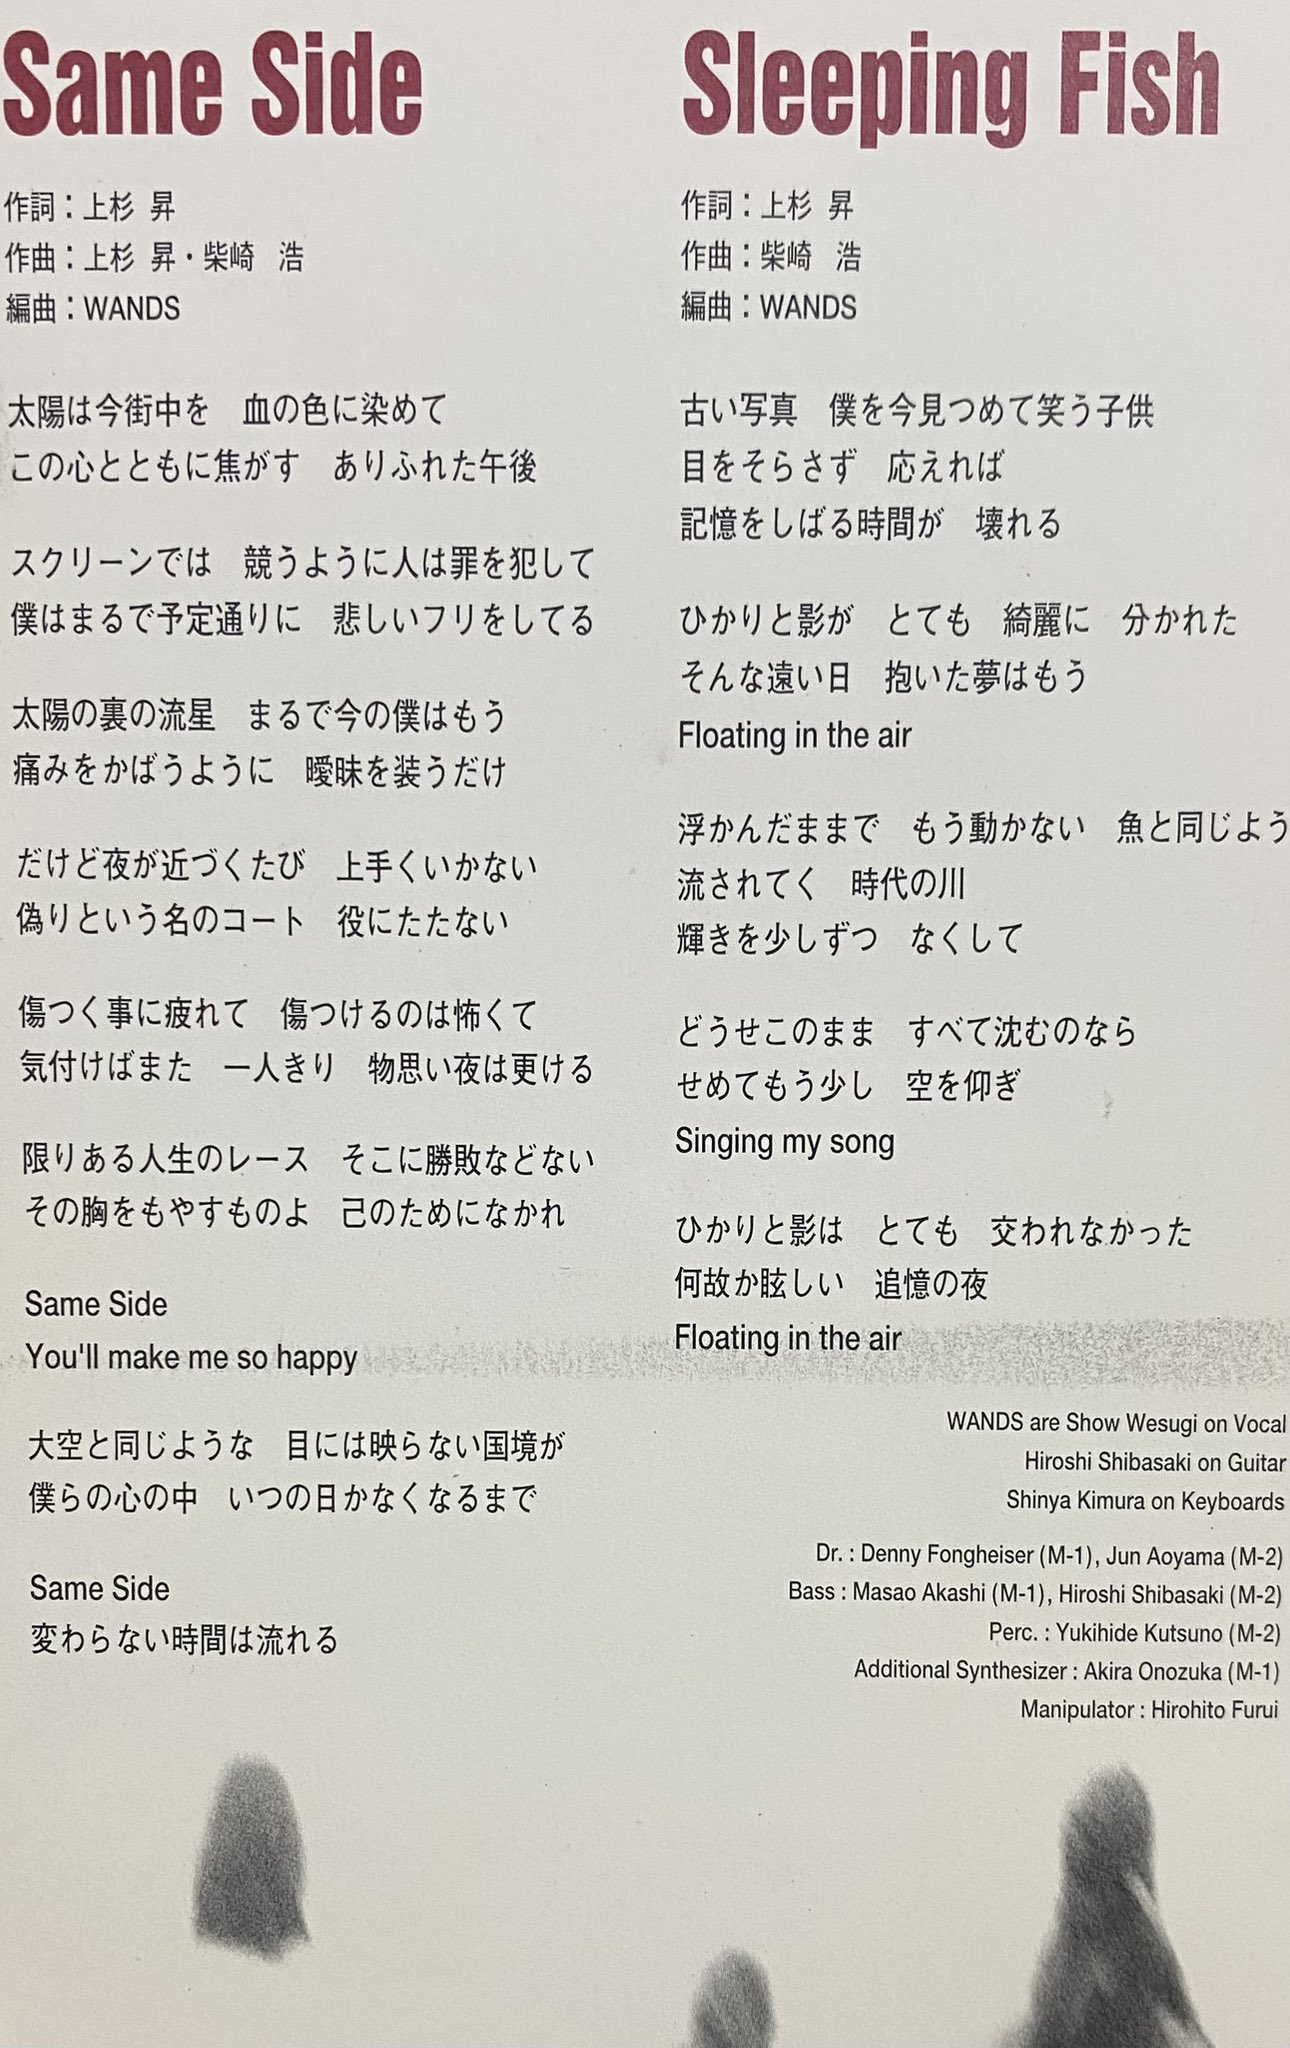 Same Side
作詞：上杉 昇
作曲：上杉 昇・柴崎 浩
編曲：WANDS
太陽は今街中を　血の色に染めて
この心とともに焦がす　ありふれた午後
スクリーンでは　競うように人は罪を犯して
僕はまるで予定通りに　悲しいフリをしてる
太陽の裏の流星　まるで今の僕はもう
痛みをかばうように　曖昧を装うだけ
だけど夜が近づくたび　上手くいかない
偽りという名のコート　役にたたない
傷つく事に疲れて　傷つけるのは怖くて
気付けばまた　一人きり　物思い夜は更ける
限りある人生のレース　そこに勝敗などない
その胸をもやすものよ　己のためになかれ
Same Side
You'll make me so happy
大空と同じような　目には映らない国境が
僕らの心の中　いつの日かなくなるまで
Same Side
変わらない時間は流れる
Sleeping Fish
作詞：上杉 昇
作曲：柴崎 浩
編曲：WANDS
古い写真　僕を今見つめて笑う子供
目をそらさず　応えれば
記憶をしばる時間が　壊れる
ひかりと影が　とても　綺麗に　分かれた
そんな遠い日　抱いた夢はもう
Floating in the air
浮かんだままで　もう動かない　魚と同じよう
流されてく　時代の川
輝きを少しずつ　なくして
どうせこのまま　すべて沈むのなら
せめてもう少し　空を仰ぎ
Singing my song
ひかりと影は　とても　交われなかった
何故か眩しい　追憶の夜
Floating in the air
WANDS are Show Wesugi on Vocal
Hiroshi Shibasaki on Guitar
Shinya Kimura on Keyboards
Dr. : Denny Fongheiser (M-1), Jun Aoyama (M-2)
Bass : Masao Akashi (M-1), Hiroshi Shibasaki (M-2)
Perc. : Yukihide Kutsuno (M-2)
Additional Synthesizer : Akira Onozuka (M-1)
Manipulator : Hirohito Furui